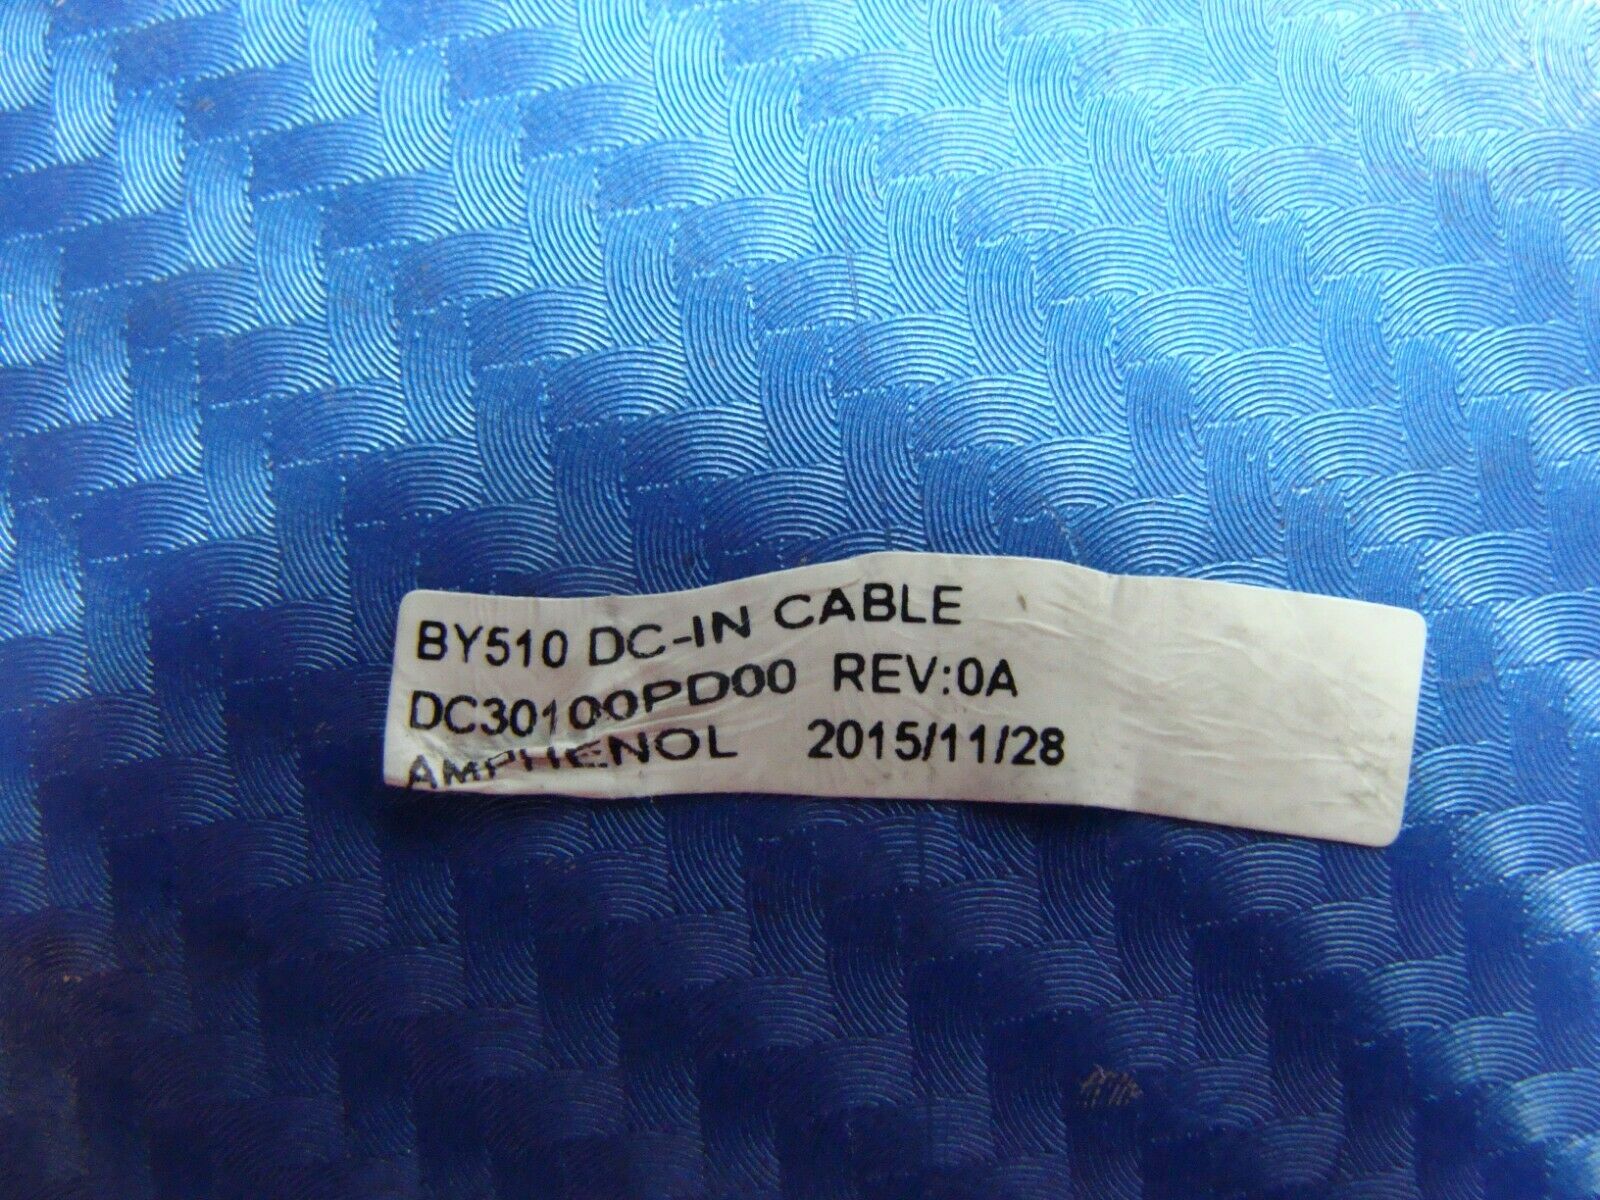 BY510 DC-IN CABLE
DC30100PD00 REV:0A
AMPHENOL 2015/11/28